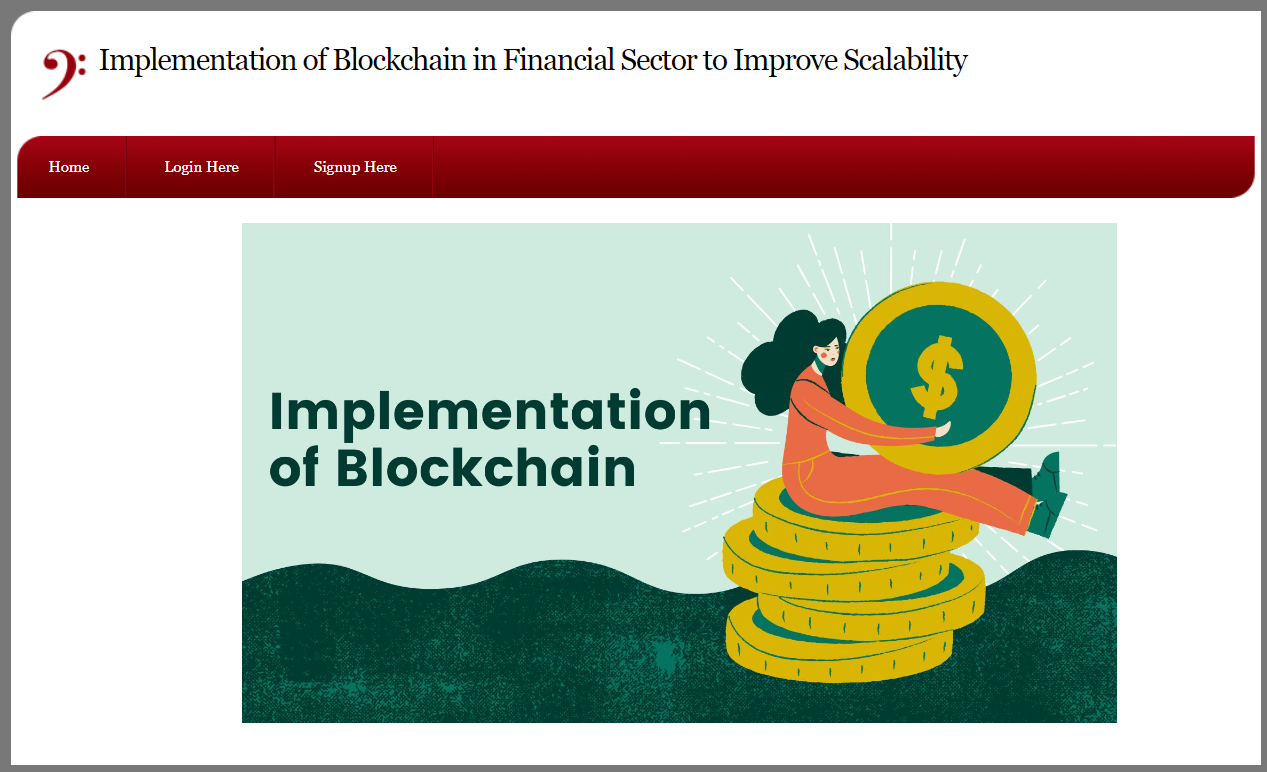 Implementation of Blockchain in Financial Sector to Improve Scalability
Home Login Here Signup Here
Implementation
of Blockchain
$